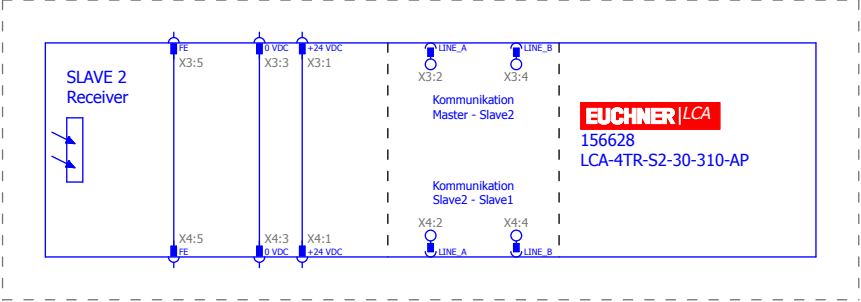 FE
0 VDC
+24 VDC
LINE_A
LINE_B
X3:5
X3:3
X3:1
X3:2
X3:4
SLAVE 2
Receiver
Kommunikation
Master - Slave2
EUCHNER LCA
156628
LCA-4TR-S2-30-310-AP
Kommunikation
Slave2 - Slave1
X4:5
X4:3
X4:1
X4:2
X4:4
FE
0 VDC
+24 VDC
LINE_A
LINE_B